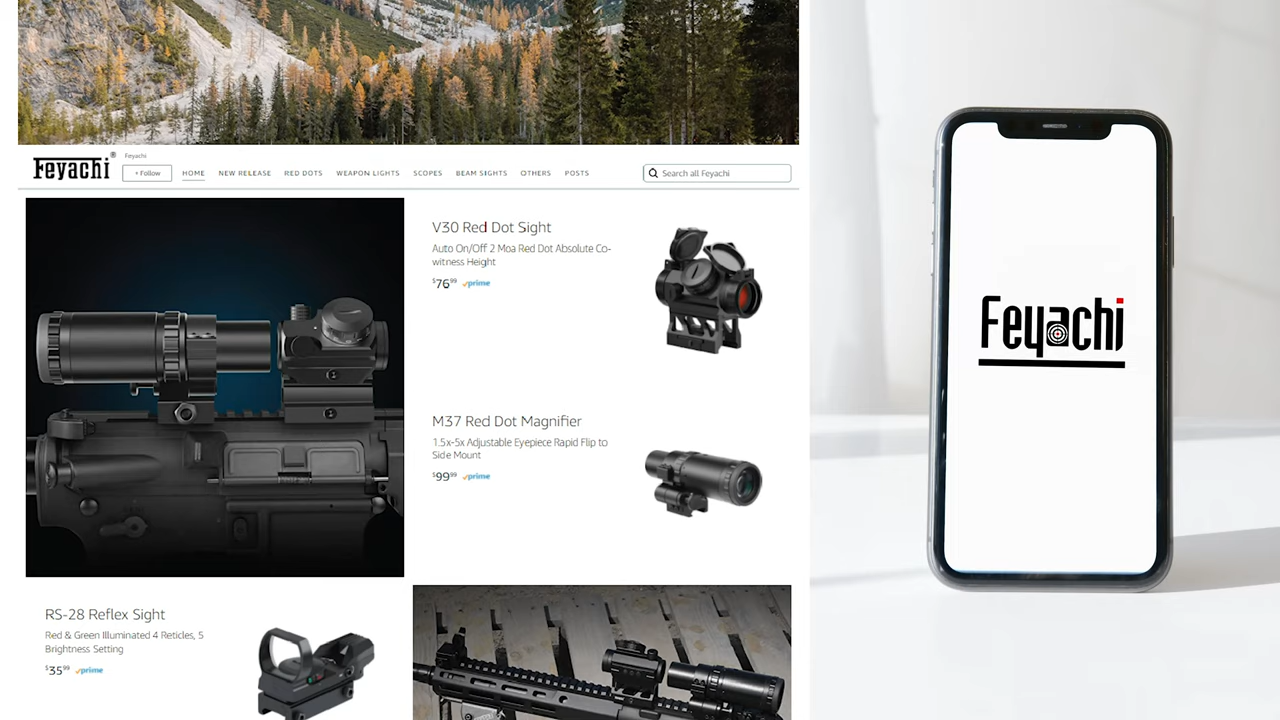 Feyachi®
Feyachi
+ Follow
HOME
NEW RELEASE
RED DOTS
WEAPON LIGHTS
SCOPES
BEAM SIGHTS
OTHERS
POSTS
Search all Feyachi
V30 Red Dot Sight
Auto On/Off 2 Moa Red Dot Absolute Co-
witness Height
$76.99 prime
M37 Red Dot Magnifier
1.5x-5x Adjustable Eyepiece Rapid Flip to
Side Mount
$99.99 prime
RS-28 Reflex Sight
Red & Green Illuminated 4 Reticles, 5
Brightness Setting
$35.99 prime
Feyachi